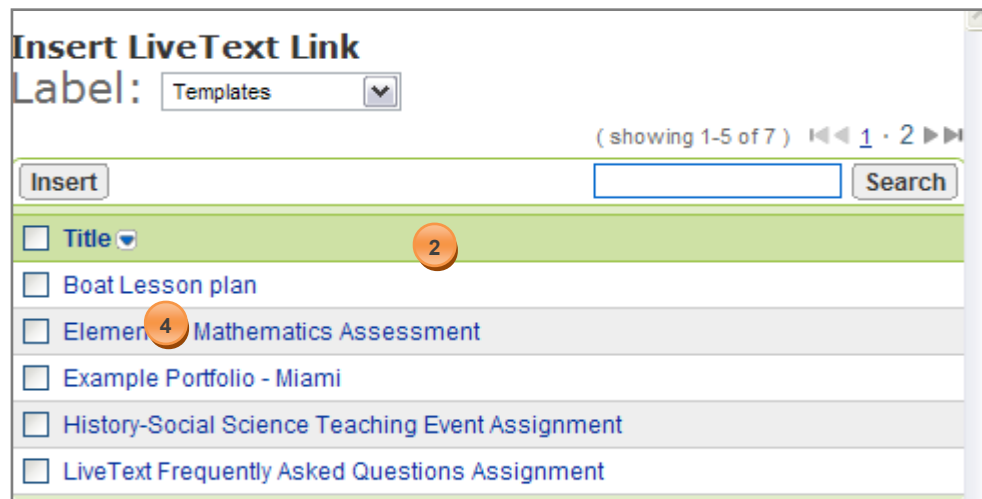 Insert LiveText Link
Label: Templates
( showing 1-5 of 7 ) 1 · 2
Insert Search
Title 2
Boat Lesson plan
Elemen 4 Mathematics Assessment
Example Portfolio - Miami
History-Social Science Teaching Event Assignment
LiveText Frequently Asked Questions Assignment